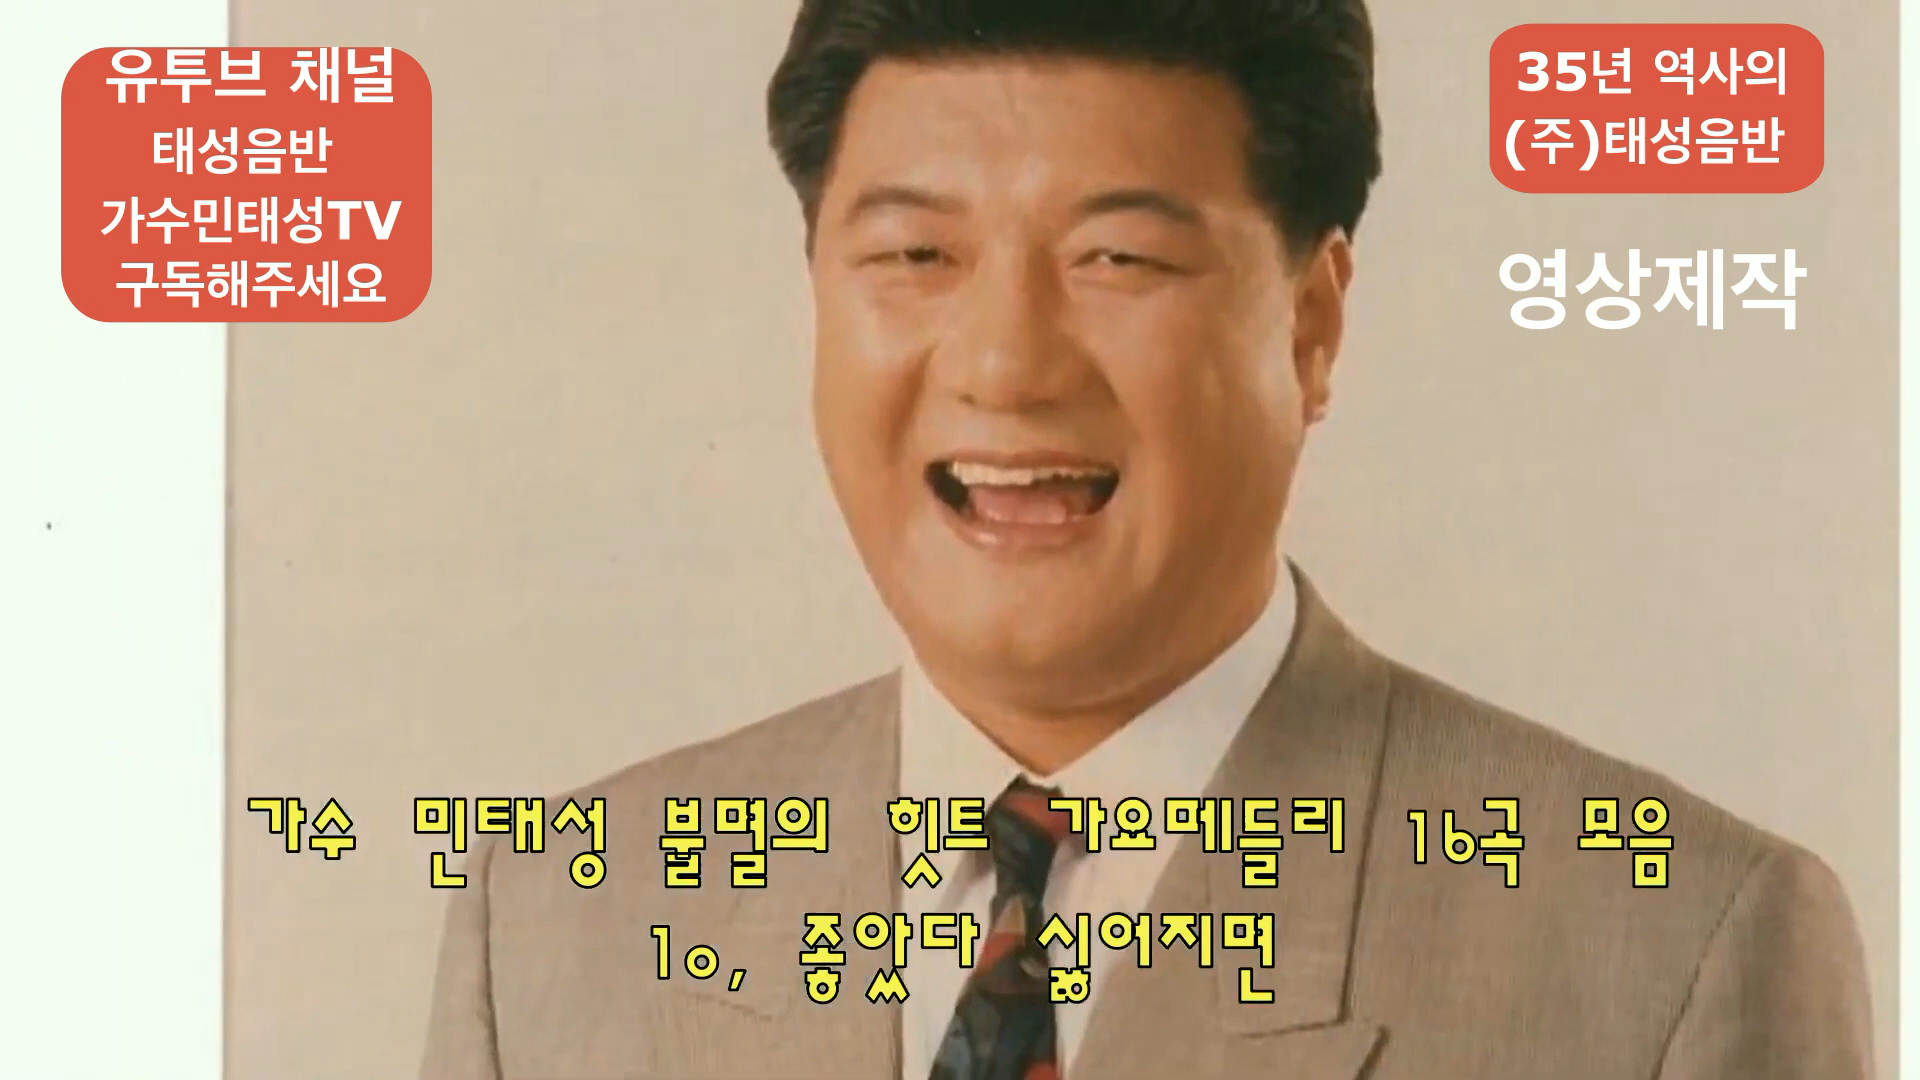 유투브 채널
태성음반
가수민태성TV
구독해주세요
35년 역사의
(주)태성음반
영상제작
가수 민태성 불멸의 힛트 가요메들리 16곡 모음
10, 좋았다 싫어지면